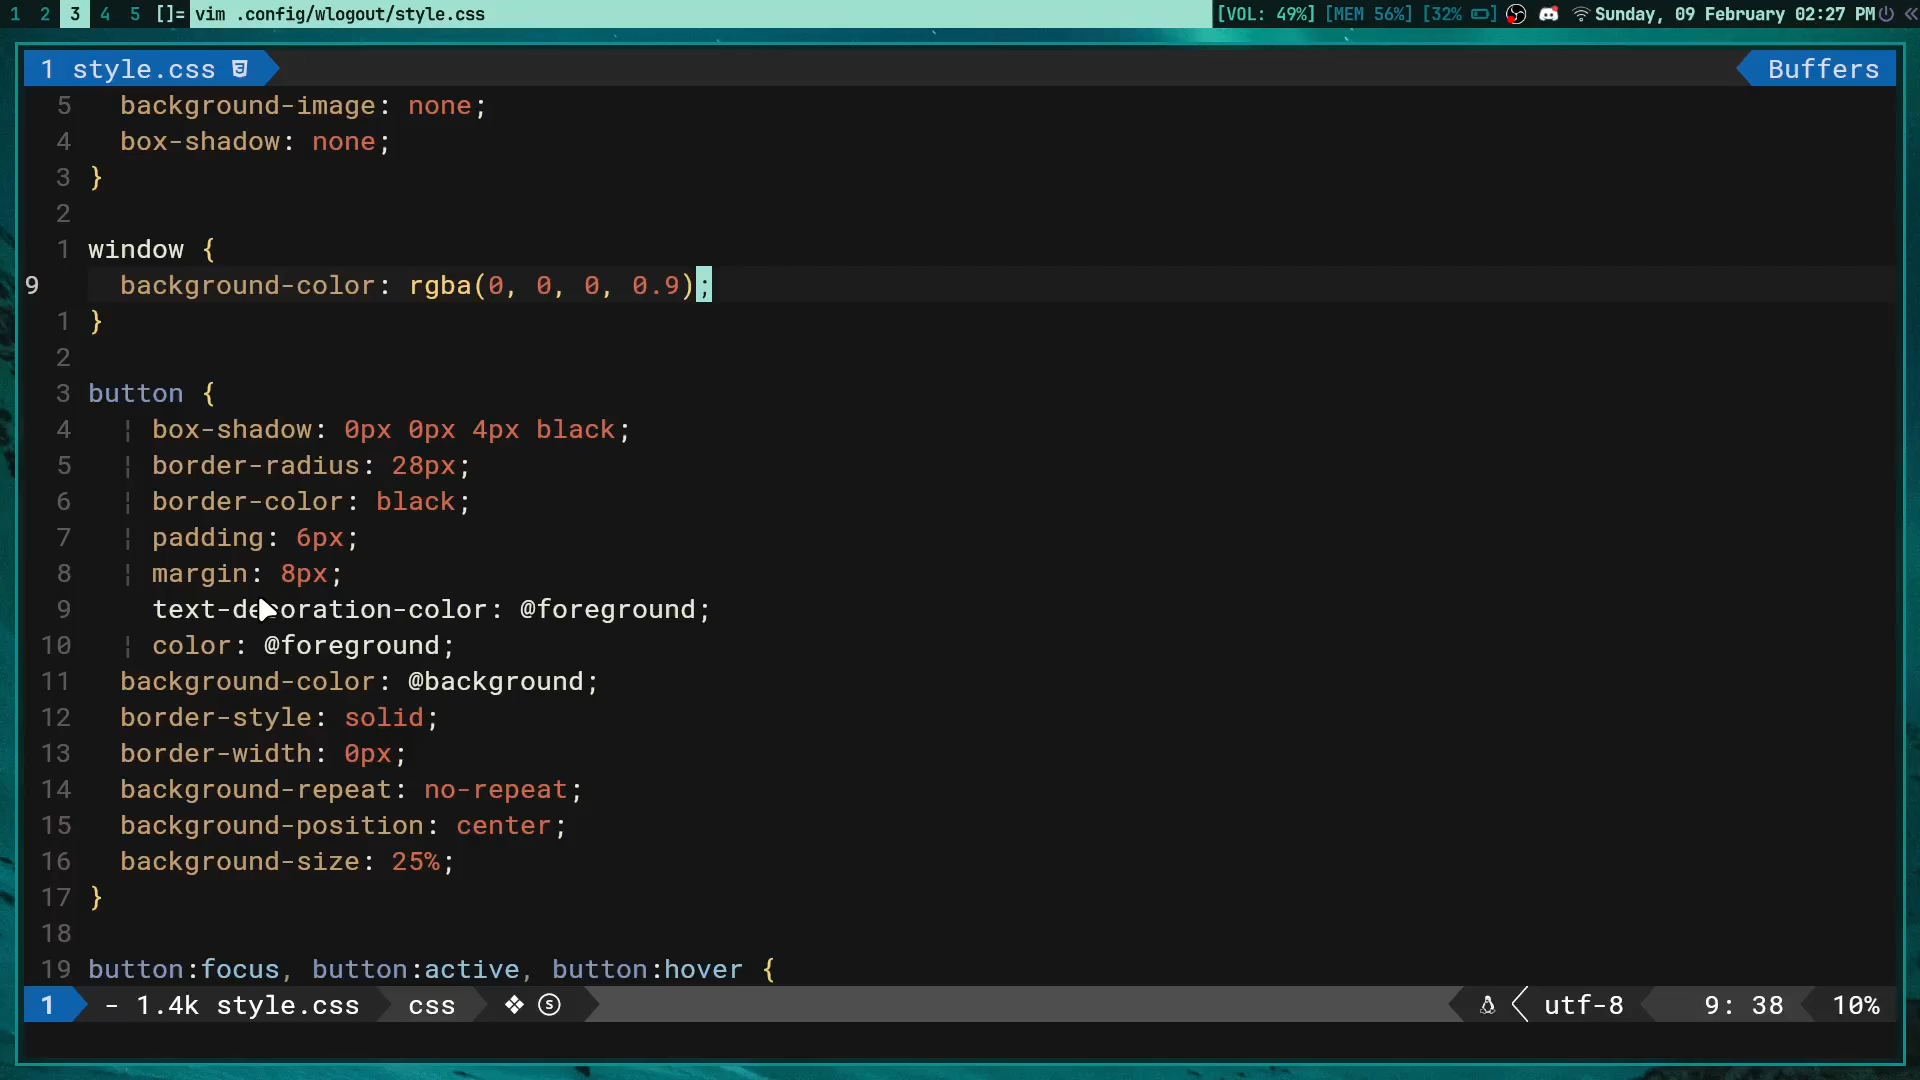 1 2 3 4 5 []= vim .config/wlogout/style.css [VOL: 49%] [MEM 56%] [32% ] Sunday, 09 February 02:27 PM
1 style.css Buffers
5 background-image: none;
4 box-shadow: none;
3 }
2
1 window {
9 background-color: rgba(0, 0, 0, 0.9);
1 }
2
3 button {
4 ¦ box-shadow: 0px 0px 4px black;
5 ¦ border-radius: 28px;
6 ¦ border-color: black;
7 ¦ padding: 6px;
8 ¦ margin: 8px;
9 text-decoration-color: @foreground;
10 ¦ color: @foreground;
11 background-color: @background;
12 border-style: solid;
13 border-width: 0px;
14 background-repeat: no-repeat;
15 background-position: center;
16 background-size: 25%;
17 }
18
19 button:focus, button:active, button:hover {
1 - 1.4k style.css css ❖ Ⓢ utf-8 9: 38 10%